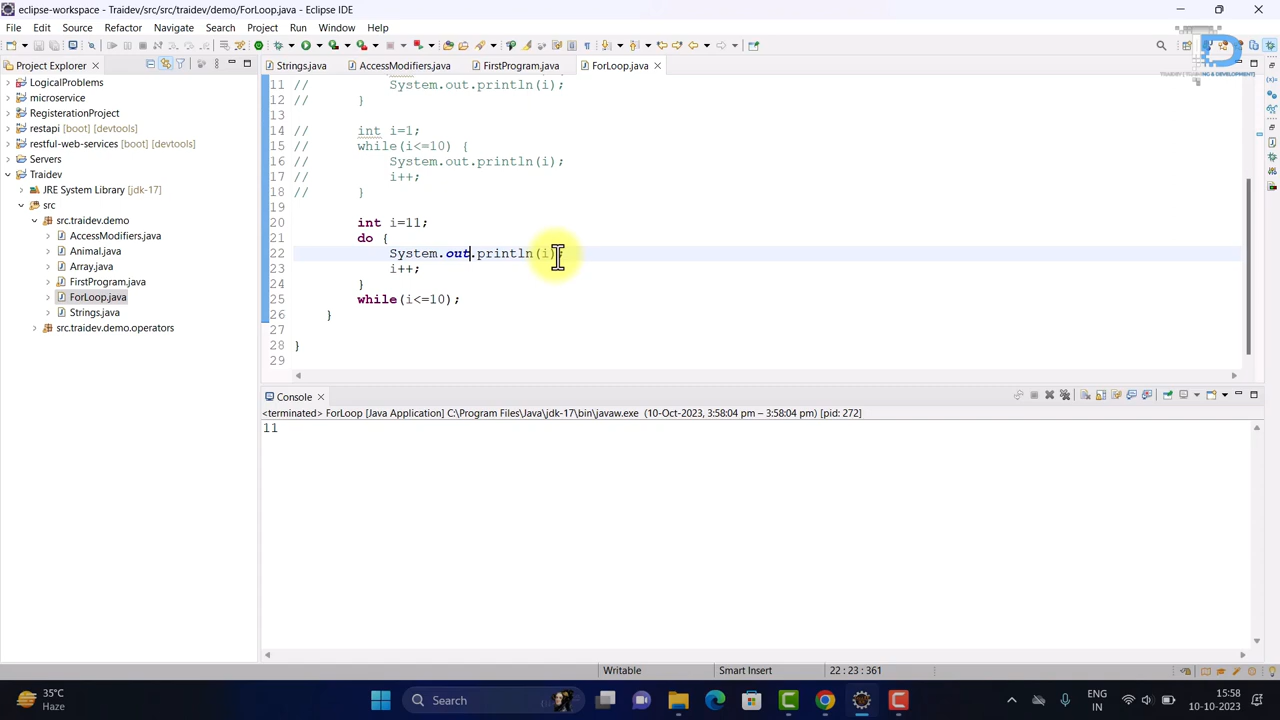 eclipse-workspace - Traidev/src/src/traidev/demo/ForLoop.java - Eclipse IDE
File Edit Source Refactor Navigate Search Project Run Window Help
D
TRAIDEV [TRAINING & DEVELOPMENT]
Project Explorer
Strings.java AccessModifiers.java FirstProgram.java ForLoop.java
LogicalProblems
microservice
RegisterationProject
restapi [boot] [devtools]
restful-web-services [boot] [devtools]
Servers
Traidev
JRE System Library [jdk-17]
src
src.traidev.demo
AccessModifiers.java
Animal.java
Array.java
FirstProgram.java
ForLoop.java
Strings.java
src.traidev.demo.operators
11 // System.out.println(i);
12 // }
13
14 // int i=1;
15 // while(i<=10) {
16 // System.out.println(i);
17 // i++;
18 // }
19
20 int i=11;
21 do {
22 System.out.println(i);
23 i++;
24 }
25 while(i<=10);
26 }
27
28 }
29
Console
<terminated> ForLoop [Java Application] C:\Program Files\Java\jdk-17\bin\javaw.exe (10-Oct-2023, 3:58:04 pm – 3:58:04 pm) [pid: 272]
11
Writable Smart Insert 22 : 23 : 361
35°C
Haze
Search
ENG
IN
15:58
10-10-2023